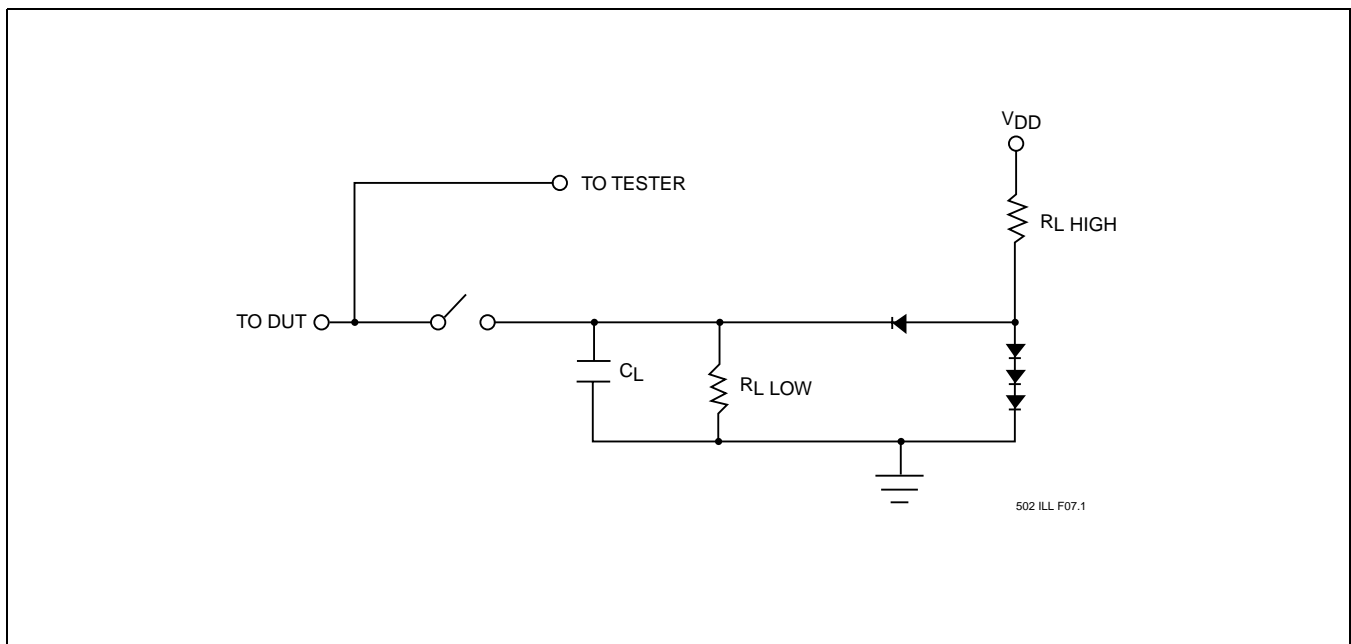 VDD
TO TESTER
RL HIGH
TO DUT
CL
RL LOW
502 ILL F07.1